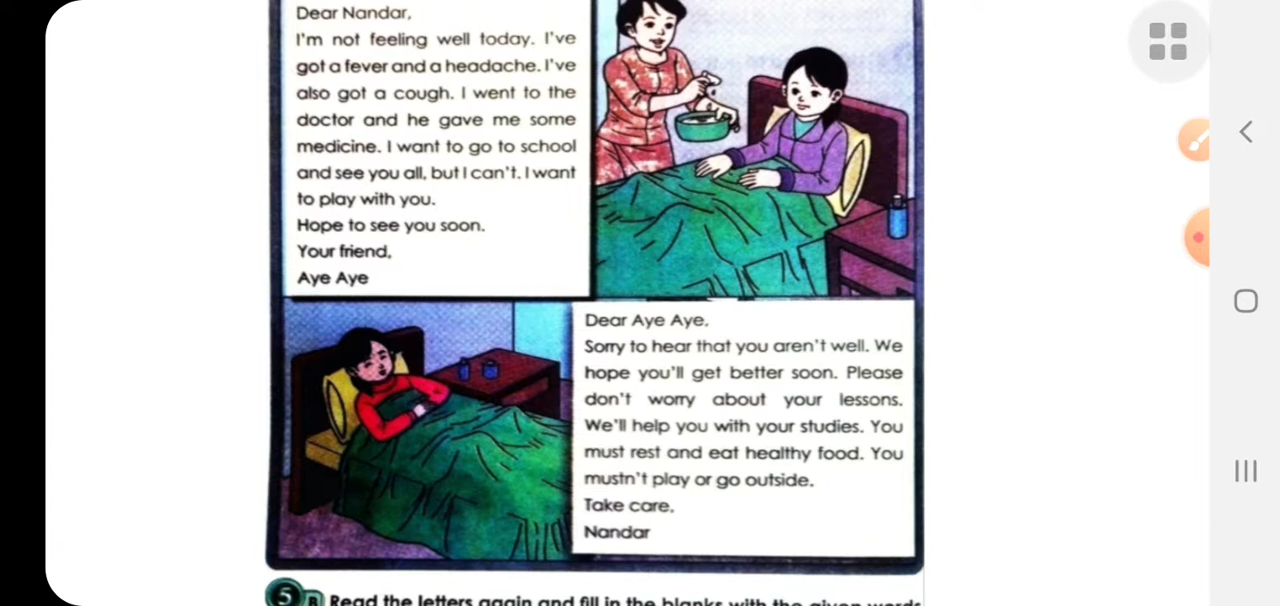 Dear Nandar,
I'm not feeling well today. I've
got a fever and a headache. I've
also got a cough. I went to the
doctor and he gave me some
medicine. I want to go to school
and see you all, but I can't. I want
to play with you.
Hope to see you soon.
Your friend,
Aye Aye
Dear Aye Aye,
Sorry to hear that you aren't well. We
hope you'll get better soon. Please
don't worry about your lessons.
We'll help you with your studies. You
must rest and eat healthy food. You
mustn't play or go outside.
Take care,
Nandar
5 B Read the letters again and fill in the blanks with the given words